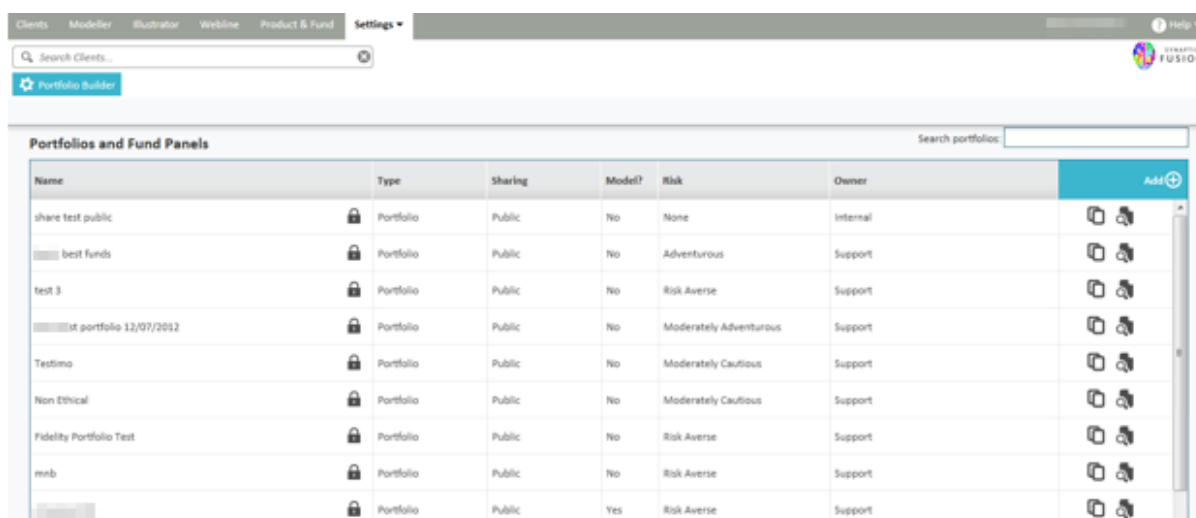 Clients Modeller Illustrator Webline Product & Fund Settings Help
Search Clients...
FUSIO
Portfolio Builder
Portfolios and Fund Panels Search portfolios:
Name Type Sharing Model? Risk Owner Add
share test public Portfolio Public No None Internal
best funds Portfolio Public No Adventurous Support
test 3 Portfolio Public No Risk Averse Support
st portfolio 12/07/2012 Portfolio Public No Moderately Adventurous Support
Testimo Portfolio Public No Moderately Cautious Support
Non Ethical Portfolio Public No Moderately Cautious Support
Fidelity Portfolio Test Portfolio Public No Risk Averse Support
mnb Portfolio Public No Risk Averse Support
Portfolio Public Yes Risk Averse Support